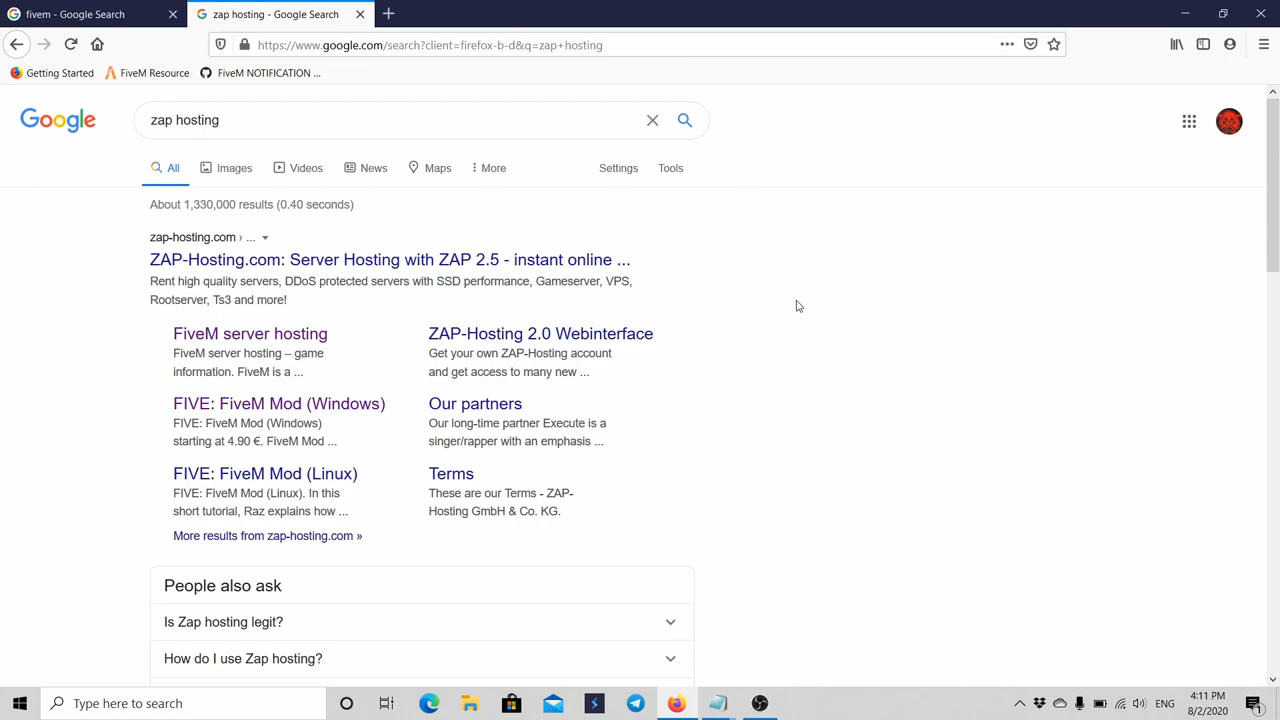 fivem - Google Search
zap hosting - Google Search
https://www.google.com/search?client=firefox-b-d&q=zap+hosting
Getting Started
FiveM Resource
FiveM NOTIFICATION ...
Google
zap hosting
All
Images
Videos
News
Maps
More
Settings
Tools
About 1,330,000 results (0.40 seconds)
zap-hosting.com › ...
ZAP-Hosting.com: Server Hosting with ZAP 2.5 - instant online ...
Rent high quality servers, DDoS protected servers with SSD performance, Gameserver, VPS,
Rootserver, Ts3 and more!
FiveM server hosting
FiveM server hosting – game
information. FiveM is a ...
ZAP-Hosting 2.0 Webinterface
Get your own ZAP-Hosting account
and get access to many new ...
FIVE: FiveM Mod (Windows)
FIVE: FiveM Mod (Windows)
starting at 4.90 €. FiveM Mod ...
Our partners
Our long-time partner Execute is a
singer/rapper with an emphasis ...
FIVE: FiveM Mod (Linux)
FIVE: FiveM Mod (Linux). In this
short tutorial, Raz explains how ...
Terms
These are our Terms - ZAP-
Hosting GmbH & Co. KG.
More results from zap-hosting.com »
People also ask
Is Zap hosting legit?
How do I use Zap hosting?
Type here to search
ENG
4:11 PM
8/2/2020
1